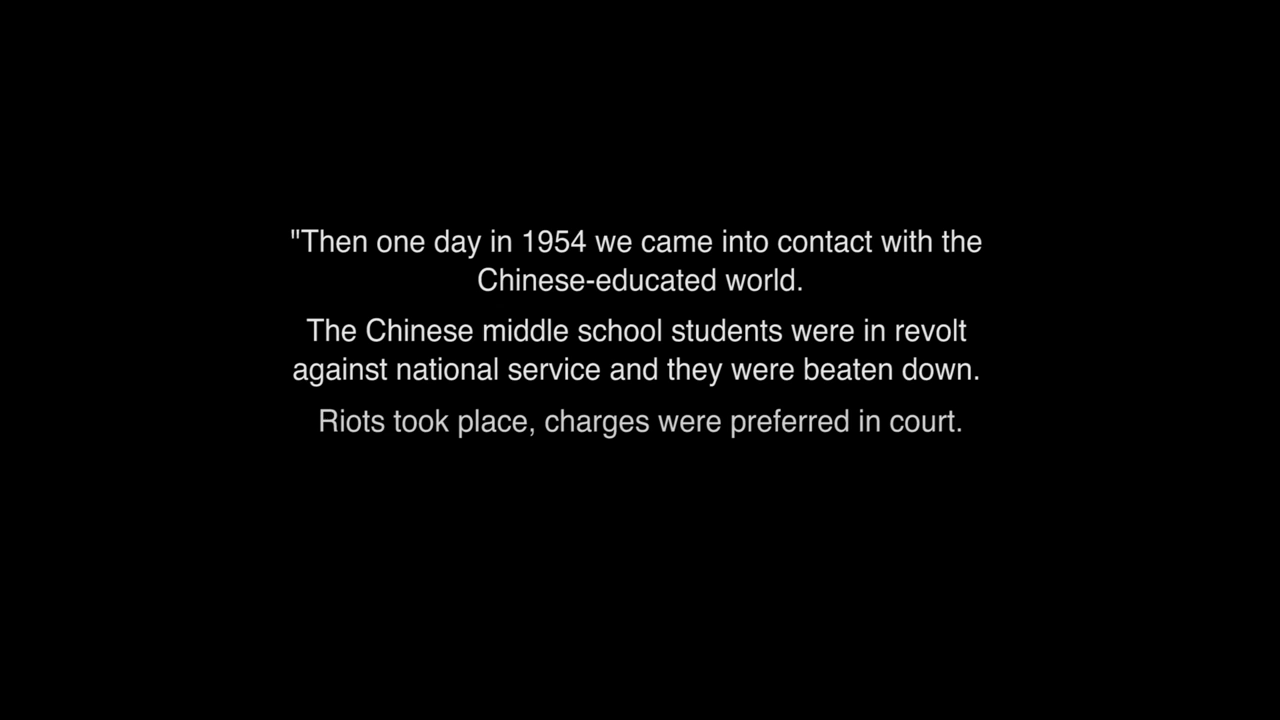 "Then one day in 1954 we came into contact with the
Chinese-educated world.
The Chinese middle school students were in revolt
against national service and they were beaten down.
Riots took place, charges were preferred in court.